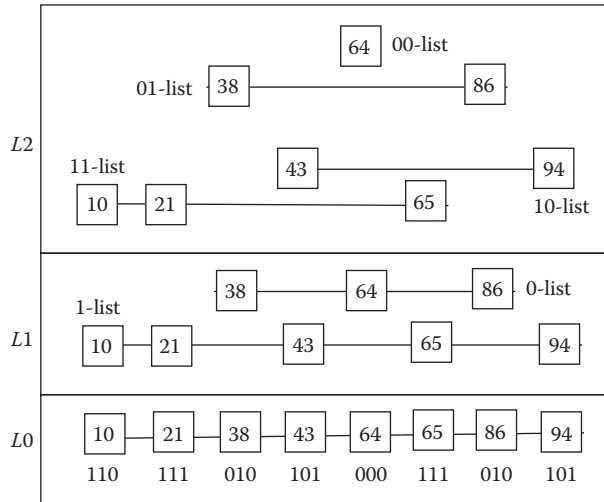 64 00-list
01-list 38 86
L2
43 94
11-list
10 21 65 10-list
38 64 86 0-list
1-list
L1 10 21 43 65 94
L0 10 21 38 43 64 65 86 94
110 111 010 101 000 111 010 101